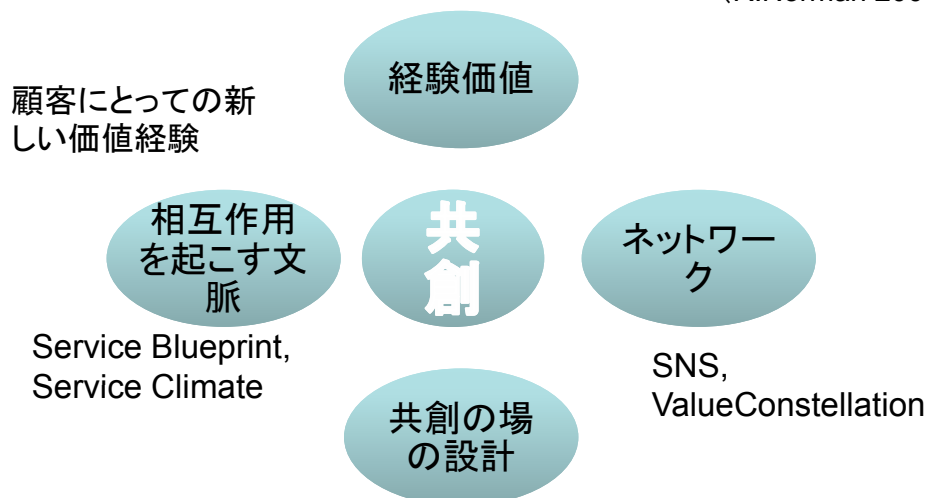 経験価値
顧客にとっての新
しい価値経験
相互作用
を起こす文
脈
共
創
ネットワー
ク
Service Blueprint,
Service Climate
SNS,
ValueConstellation
共創の場
の設計